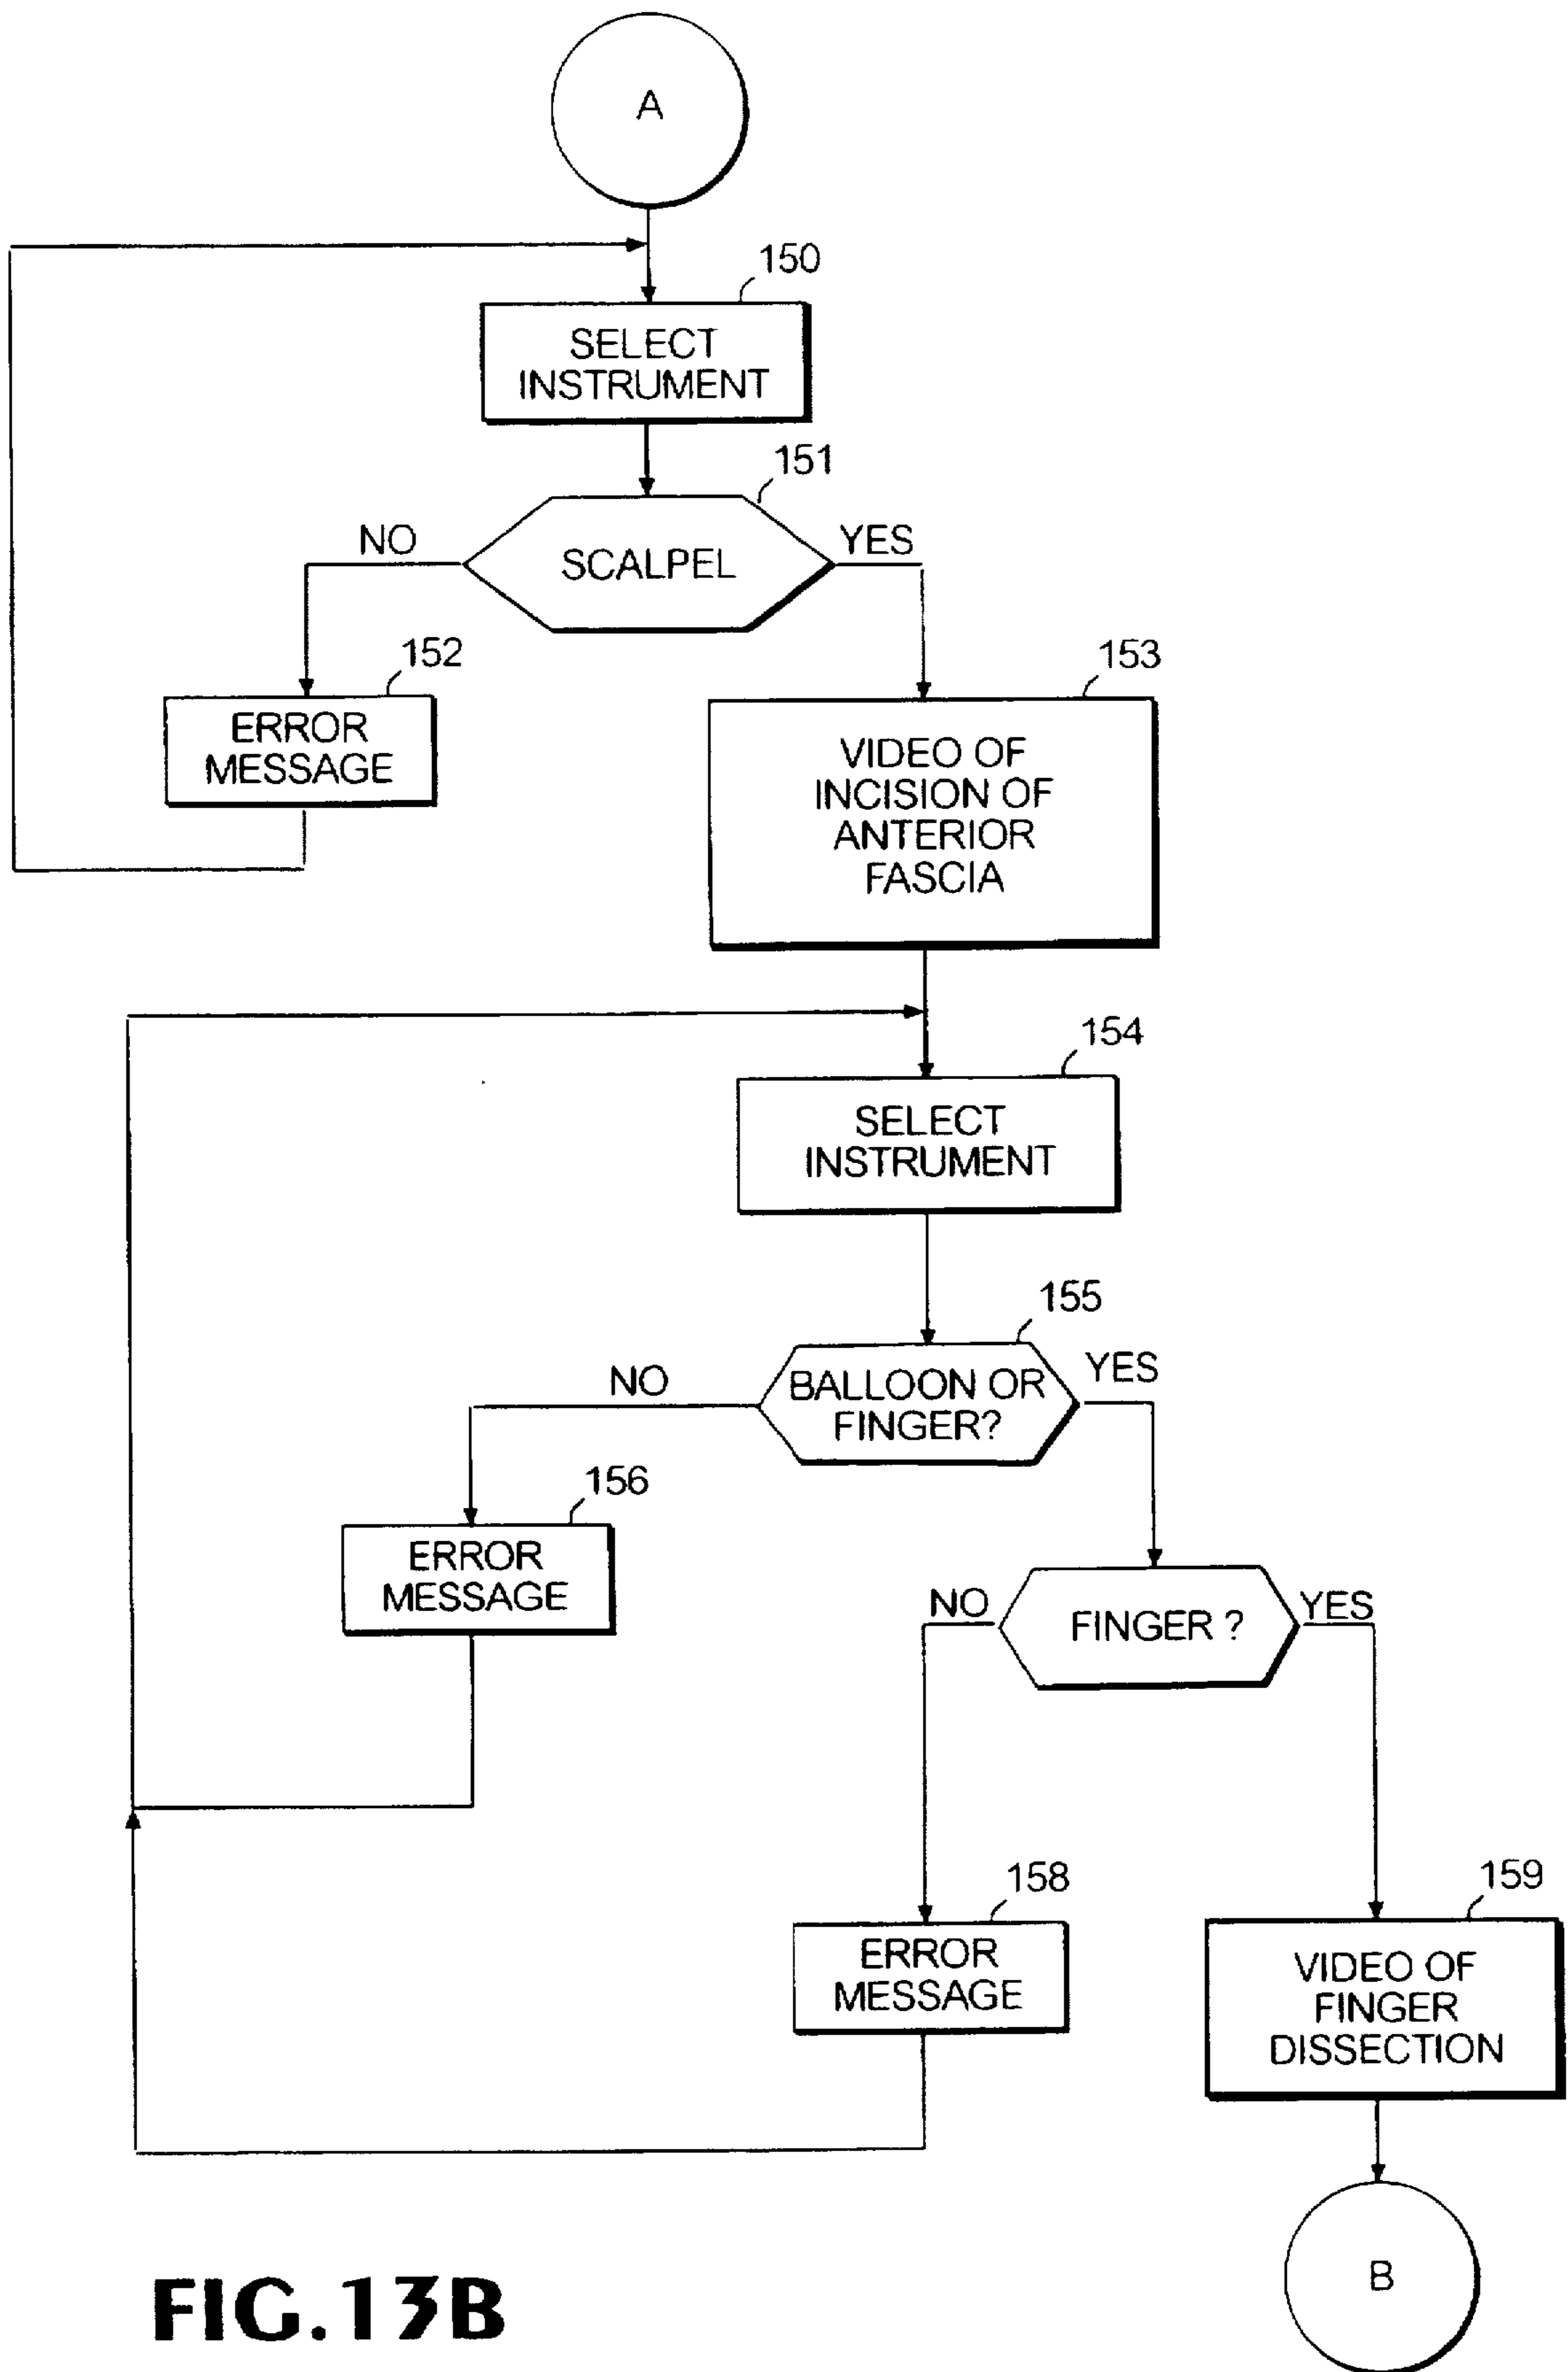 A
150
SELECT
INSTRUMENT
151
NO
SCALPEL
YES
152
ERROR
MESSAGE
153
VIDEO OF
INCISION OF
ANTERIOR
FASCIA
154
SELECT
INSTRUMENT
155
NO
BALLOON OR
FINGER?
YES
156
ERROR
MESSAGE
NO
FINGER ?
YES
158
ERROR
MESSAGE
159
VIDEO OF
FINGER
DISSECTION
B
FIG.13B